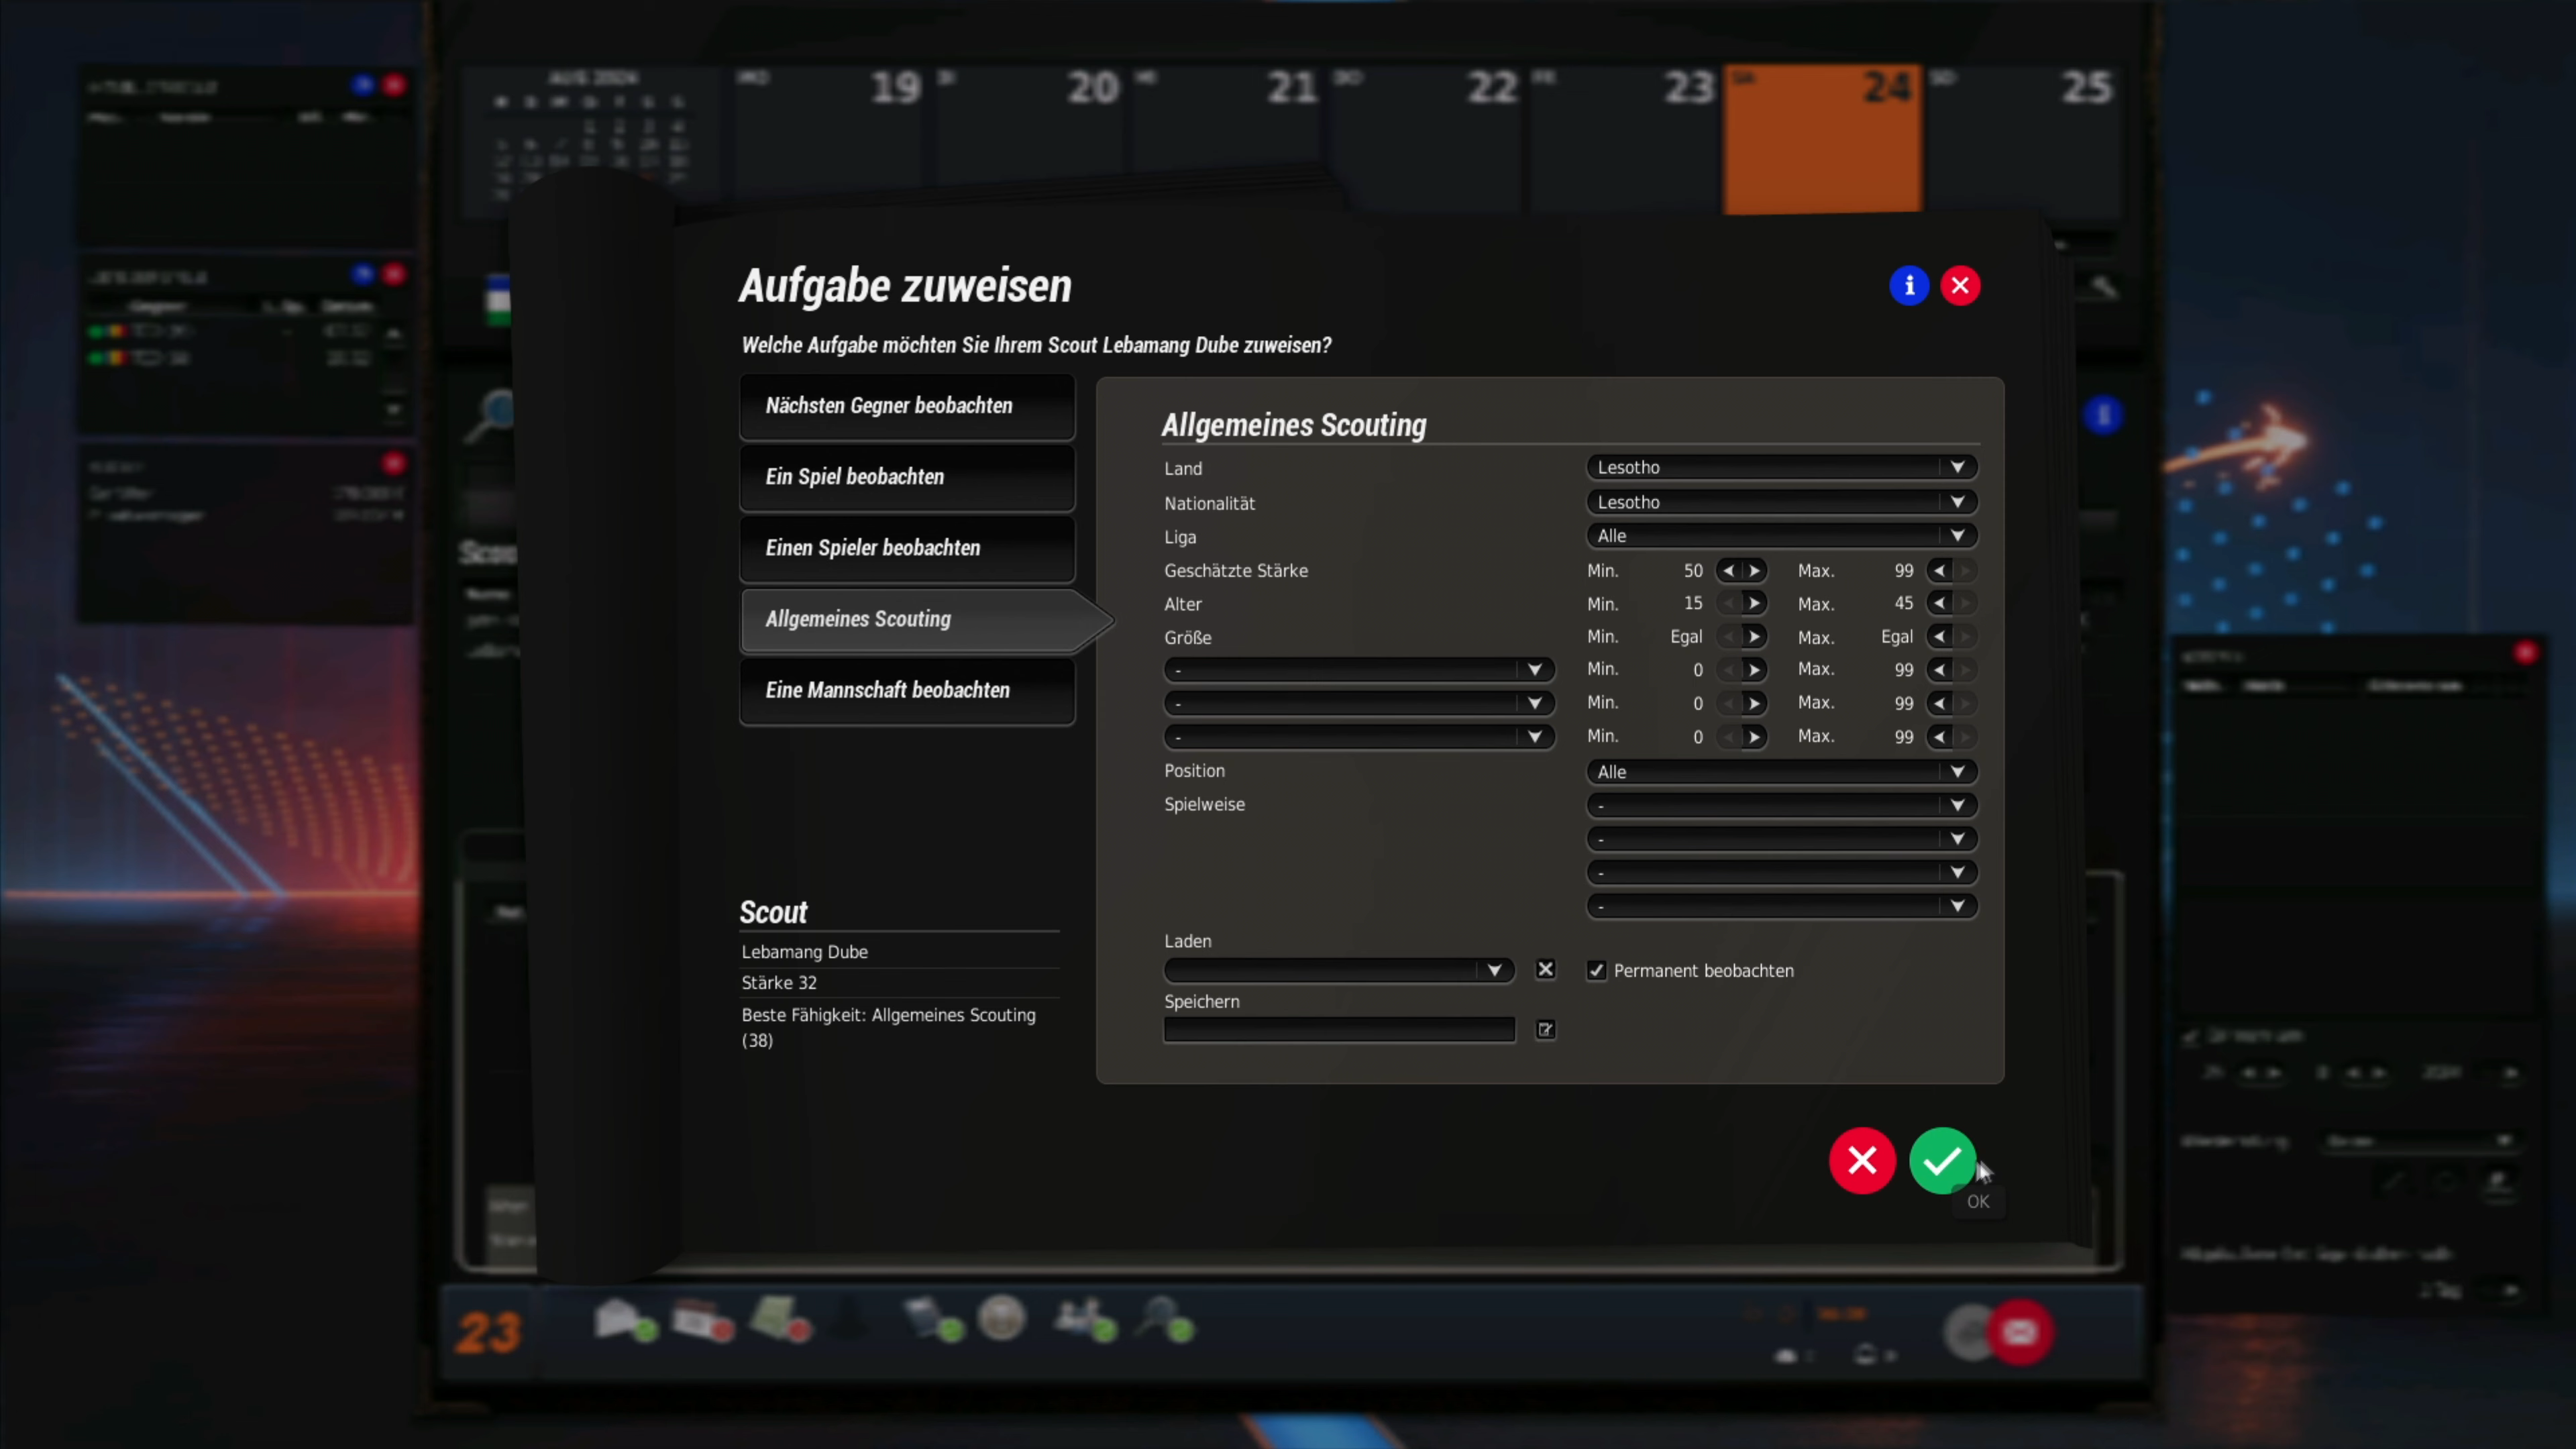 19
20
21
22
23
24
25
Aufgabe zuweisen
Welche Aufgabe möchten Sie Ihrem Scout Lebamang Dube zuweisen?
Nächsten Gegner beobachten
Ein Spiel beobachten
Einen Spieler beobachten
Allgemeines Scouting
Eine Mannschaft beobachten
Scout
Lebamang Dube
Stärke 32
Beste Fähigkeit: Allgemeines Scouting
(38)
Allgemeines Scouting
Land Lesotho
Nationalität Lesotho
Liga Alle
Geschätzte Stärke Min. 50 Max. 99
Alter Min. 15 Max. 45
Größe Min. Egal Max. Egal
- Min. 0 Max. 99
- Min. 0 Max. 99
- Min. 0 Max. 99
Position Alle
Spielweise -
-
-
-
Laden
Permanent beobachten
Speichern
OK
23